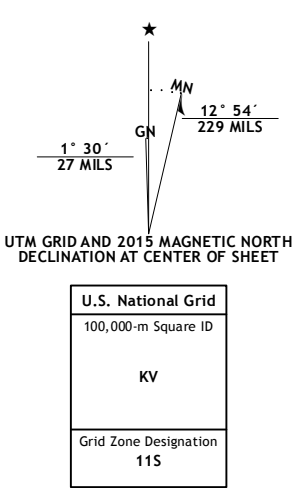 ★
MN
12° 54´
229 MILS
GN
1° 30´
27 MILS
UTM GRID AND 2015 MAGNETIC NORTH
DECLINATION AT CENTER OF SHEET
U.S. National Grid
100,000-m Square ID
KV
Grid Zone Designation
11S